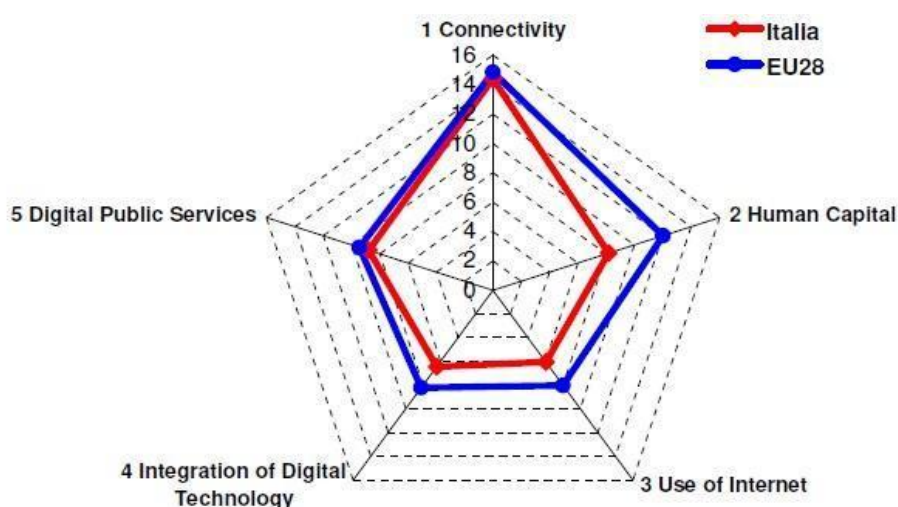 1 Connectivity
Italia
EU28
16
14
12
10
8
6
4
2
0
5 Digital Public Services
2 Human Capital
4 Integration of Digital
Technology
3 Use of Internet